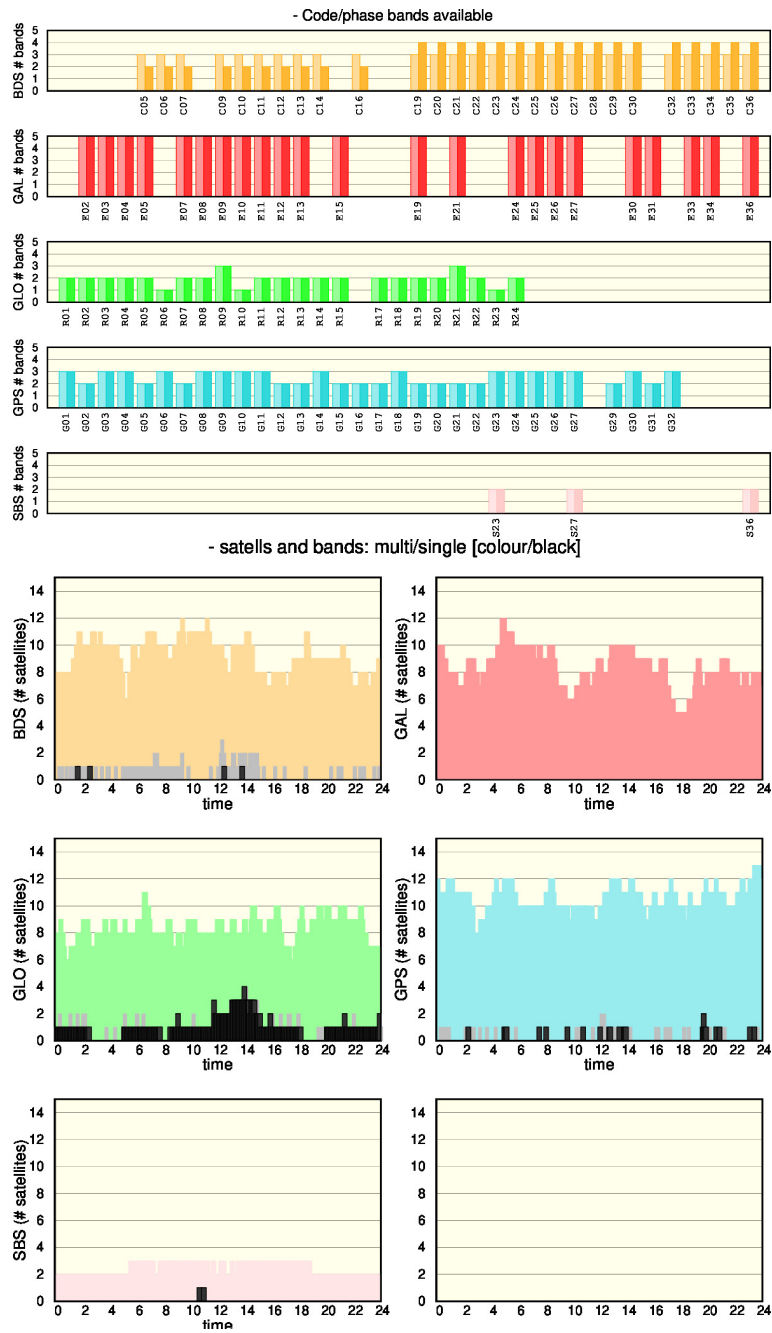 - Code/phase bands available
BDS # bands
5
4
3
2
1
0
C05 C06 C07 C09 C10 C11 C12 C13 C14 C16 C19 C20 C21 C22 C23 C24 C25 C26 C27 C28 C29 C30 C32 C33 C34 C35 C36
GAL # bands
5
4
3
2
1
0
E02 E03 E04 E05 E07 E08 E09 E10 E11 E12 E13 E15 E19 E21 E24 E25 E26 E27 E30 E31 E33 E34 E36
GLO # bands
5
4
3
2
1
0
R01 R02 R03 R04 R05 R06 R07 R08 R09 R10 R11 R12 R13 R14 R15 R17 R18 R19 R20 R21 R22 R23 R24
GPS # bands
5
4
3
2
1
0
G01 G02 G03 G04 G05 G06 G07 G08 G09 G10 G11 G12 G13 G14 G15 G16 G17 G18 G19 G20 G21 G22 G23 G24 G25 G26 G27 G29 G30 G31 G32
SBS # bands
5
4
3
2
1
0
S23 S27 S36
- satells and bands: multi/single [colour/black]
BDS (# satellites)
14
12
10
8
6
4
2
0
0 2 4 6 8 10 12 14 16 18 20 22 24
time
GAL (# satellites)
14
12
10
8
6
4
2
0
0 2 4 6 8 10 12 14 16 18 20 22 24
time
GLO (# satellites)
14
12
10
8
6
4
2
0
0 2 4 6 8 10 12 14 16 18 20 22 24
time
GPS (# satellites)
14
12
10
8
6
4
2
0
0 2 4 6 8 10 12 14 16 18 20 22 24
time
SBS (# satellites)
14
12
10
8
6
4
2
0
0 2 4 6 8 10 12 14 16 18 20 22 24
time
14
12
10
8
6
4
2
0
0 2 4 6 8 10 12 14 16 18 20 22 24